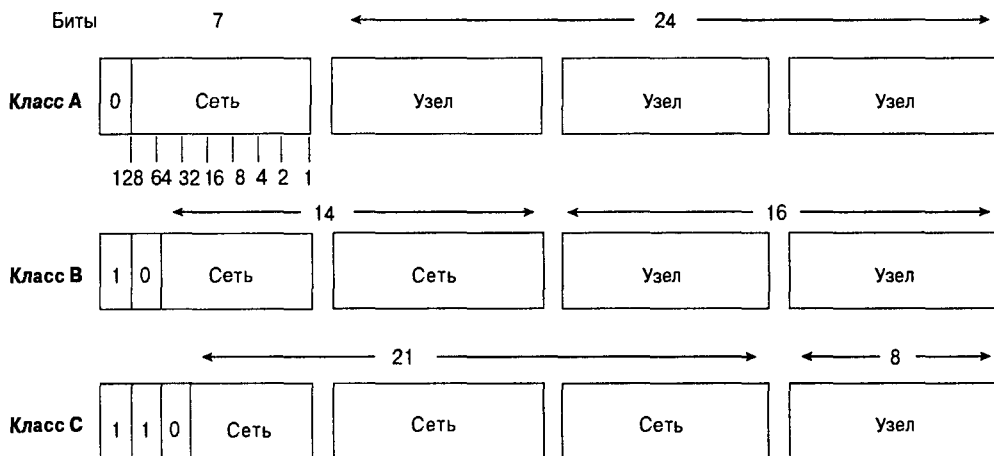 Биты 7 24
Класс А 0 Сеть Узел Узел Узел
128 64 32 16 8 4 2 1
14 16
Класс В 1 0 Сеть Сеть Узел Узел
21 8
Класс С 1 1 0 Сеть Сеть Сеть Узел